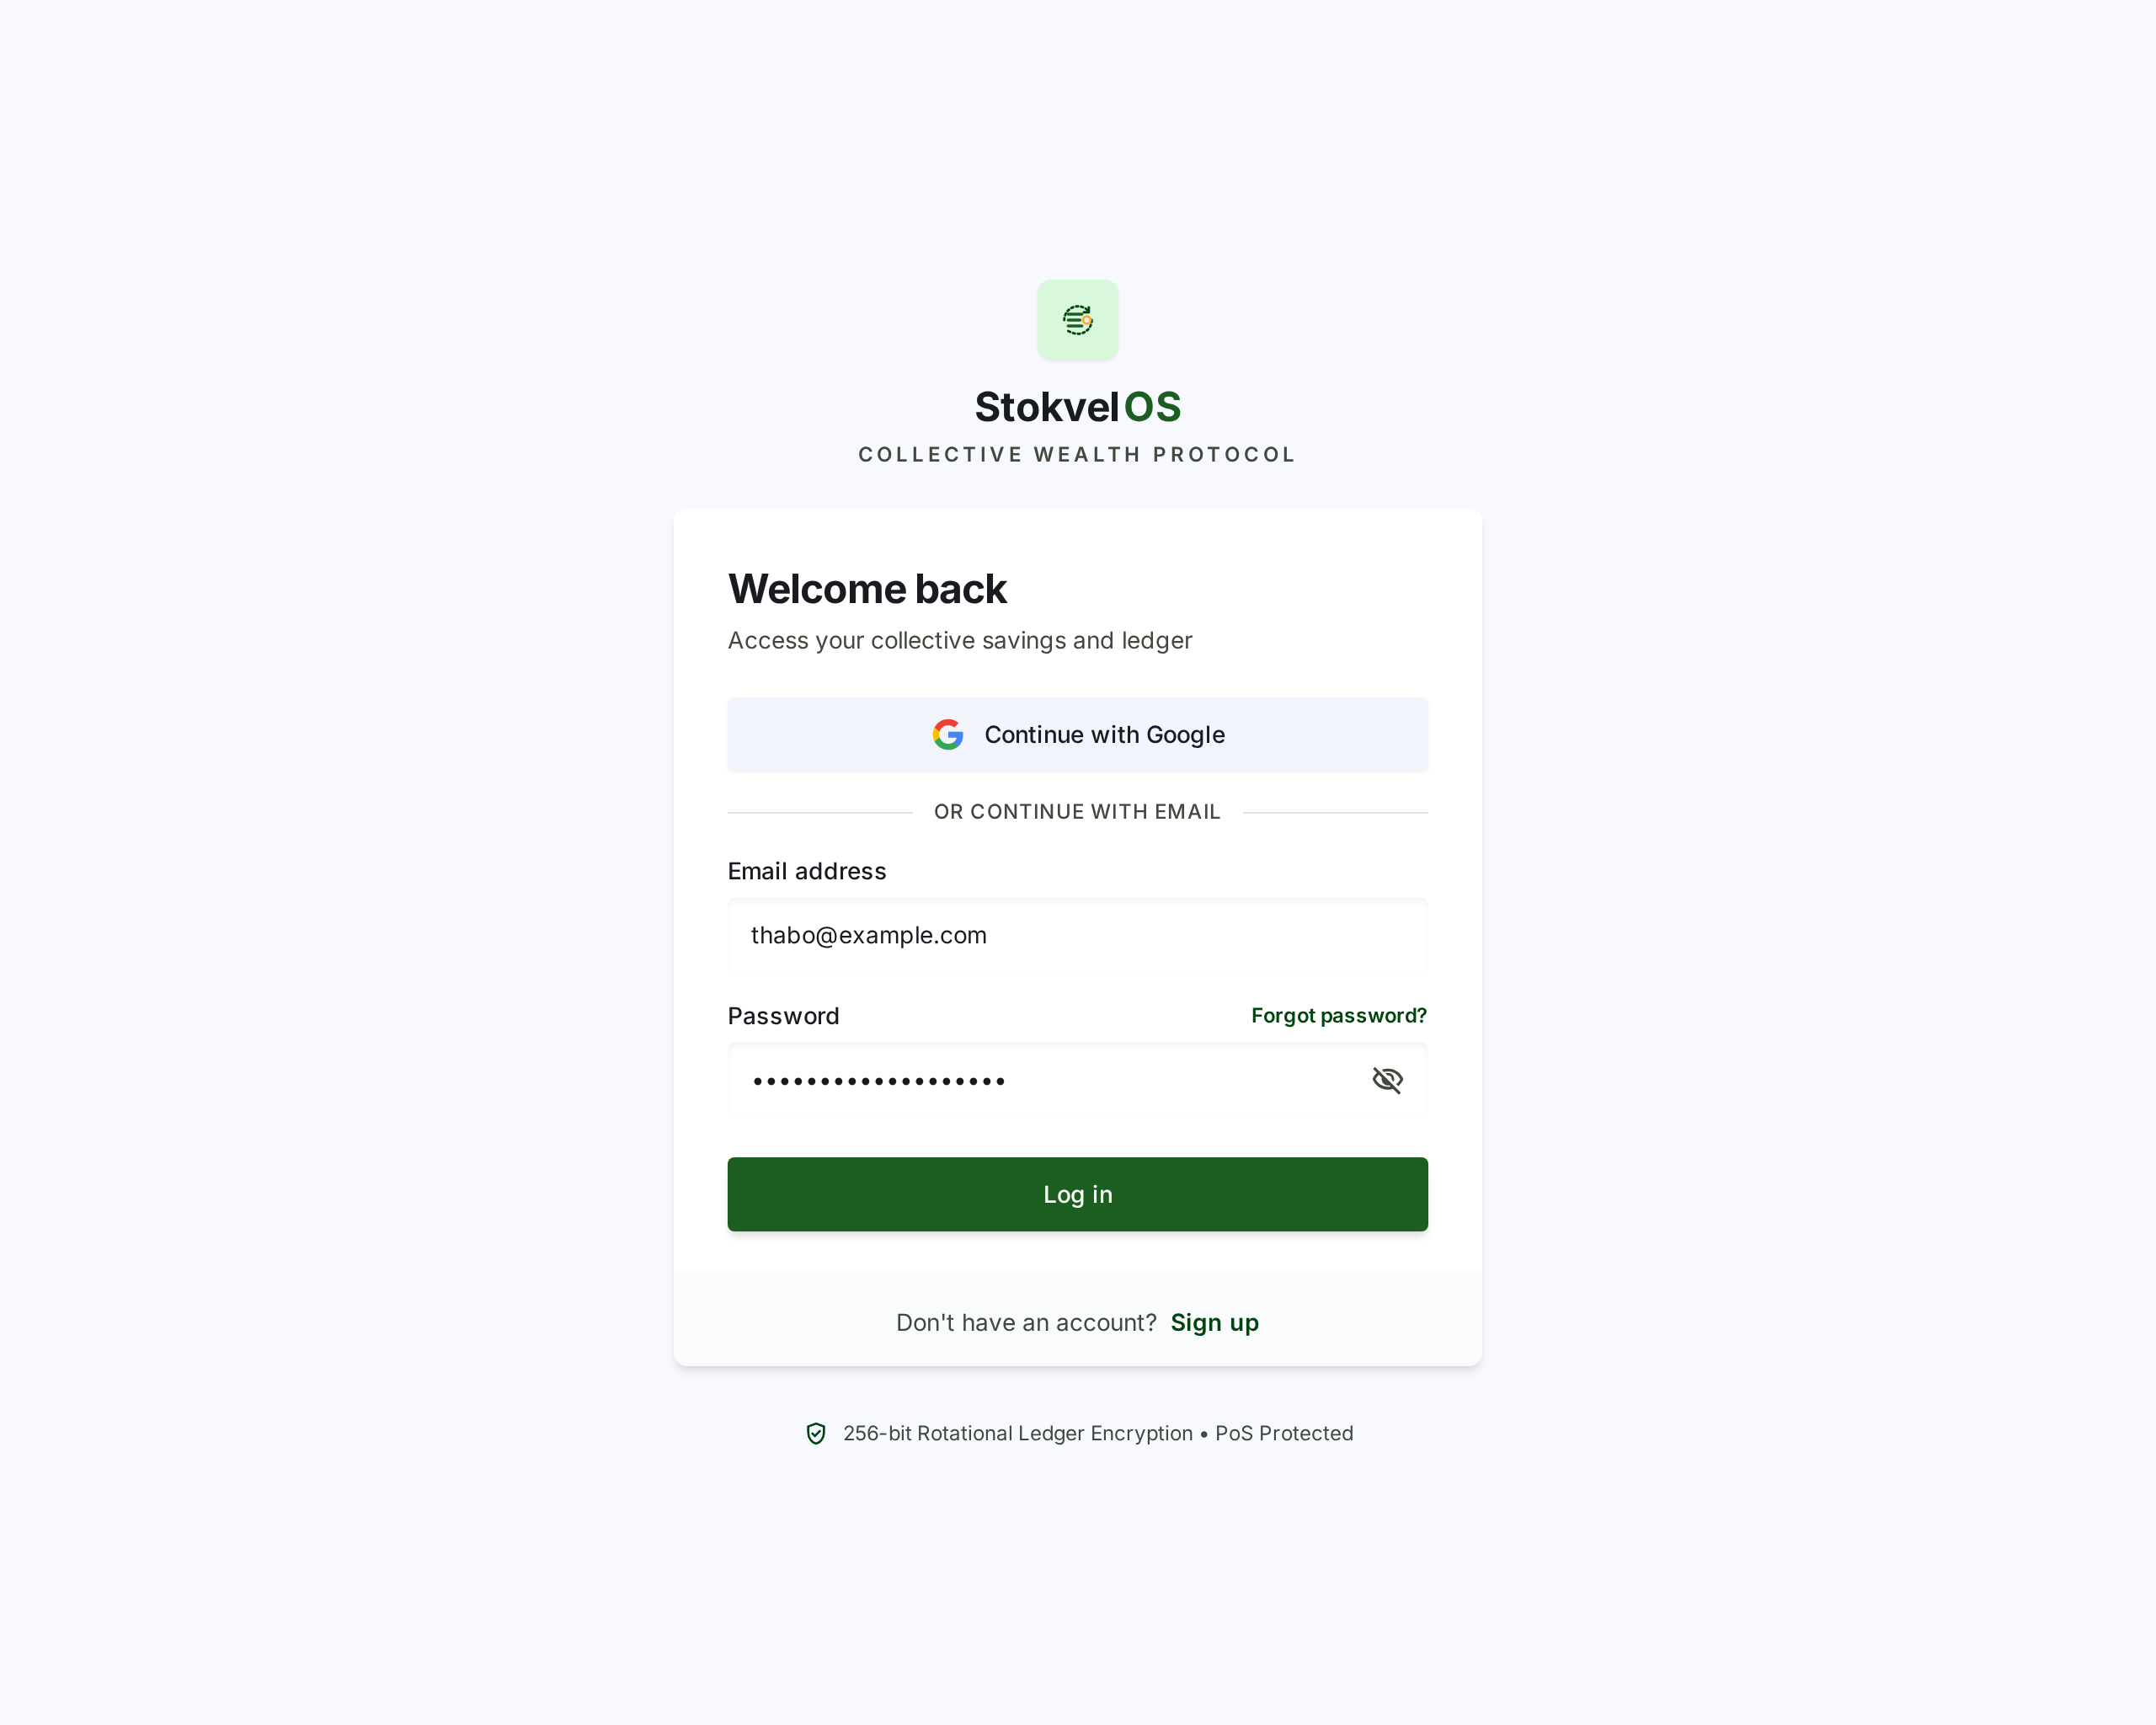 StokvelOS
COLLECTIVE WEALTH PROTOCOL
Welcome back
Access your collective savings and ledger
Continue with Google
OR CONTINUE WITH EMAIL
Email address
thabo@example.com
Password Forgot password?
•••••••••••••••••••
Log in
Don't have an account? Sign up
256-bit Rotational Ledger Encryption • PoS Protected